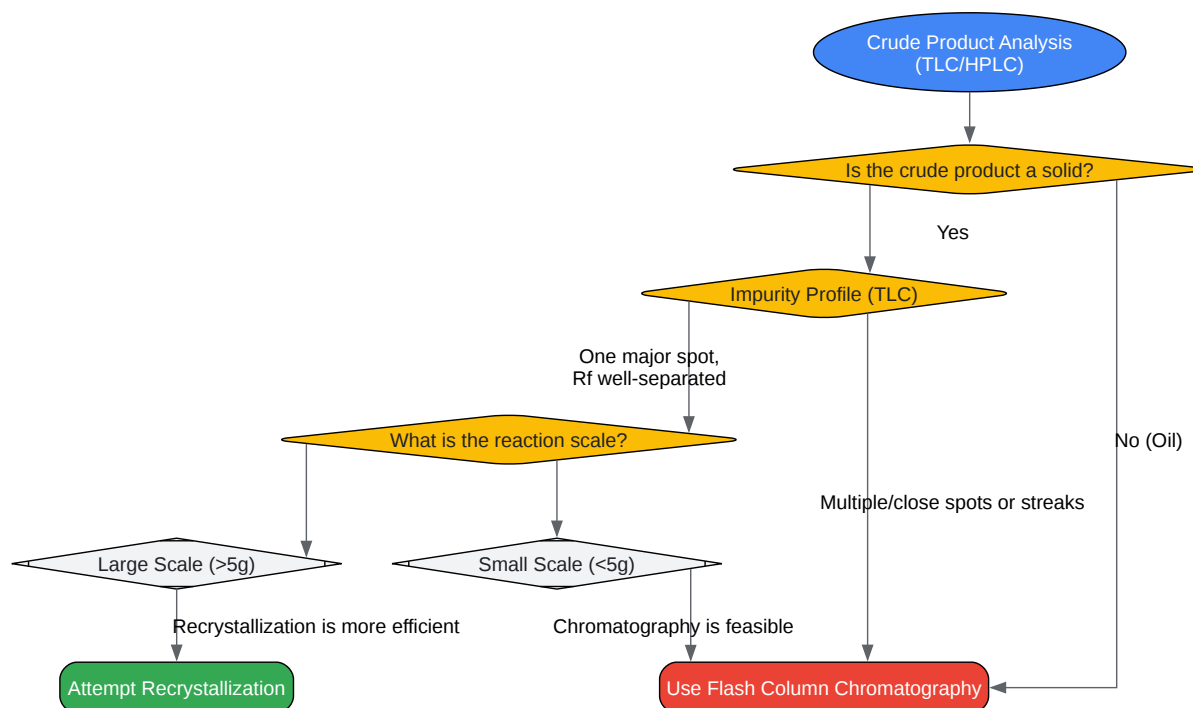 Crude Product Analysis
(TLC/HPLC)
Is the crude product a solid?
Yes
Impurity Profile (TLC)
One major spot,
Rf well-separated
What is the reaction scale?
No (Oil)
Multiple/close spots or streaks
Large Scale (>5g)
Small Scale (<5g)
Recrystallization is more efficient
Chromatography is feasible
Attempt Recrystallization
Use Flash Column Chromatography